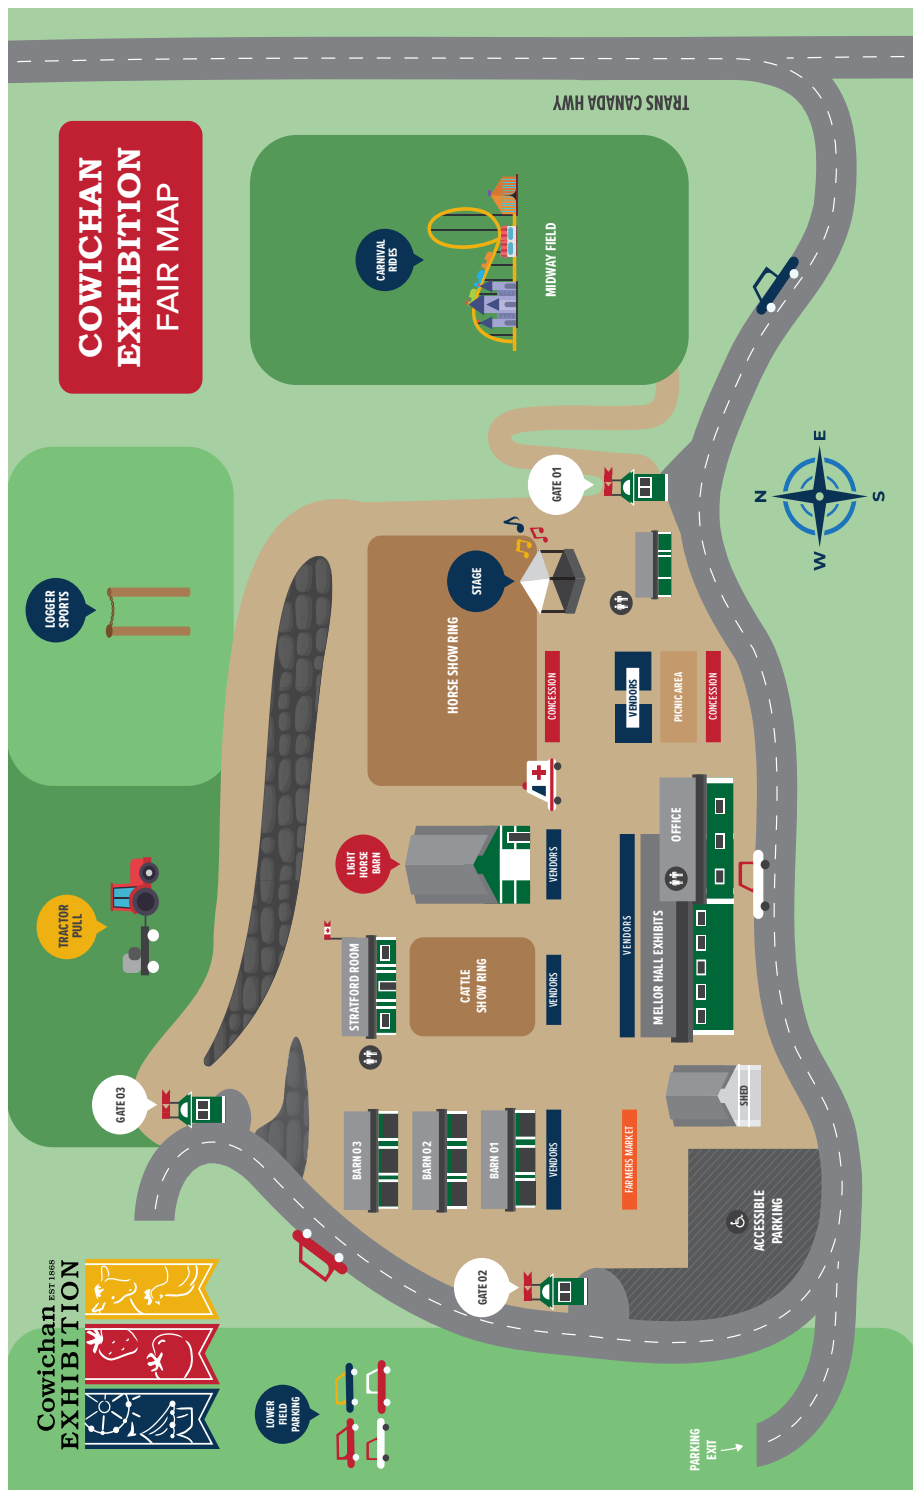 Cowichan EST 1868
EXHIBITION
COWICHAN
EXHIBITION
FAIR MAP
TRANS CANADA HWY
LOWER
FIELD
PARKING
GATE 03
TRACTOR
PULL
LOGGER
SPORTS
CARNIVAL
RIDES
MIDWAY FIELD
STRATFORD ROOM
LIGHT
HORSE
BARN
HORSE SHOW RING
STAGE
GATE 01
BARN 03
BARN 02
BARN 01
CATTLE
SHOW RING
GATE 02
VENDORS
VENDORS
VENDORS
CONCESSION
FARMERS MARKET
VENDORS
VENDORS
PICNIC AREA
CONCESSION
MELLOR HALL EXHIBITS
OFFICE
SHED
ACCESSIBLE
PARKING
PARKING
EXIT
N
W
E
S